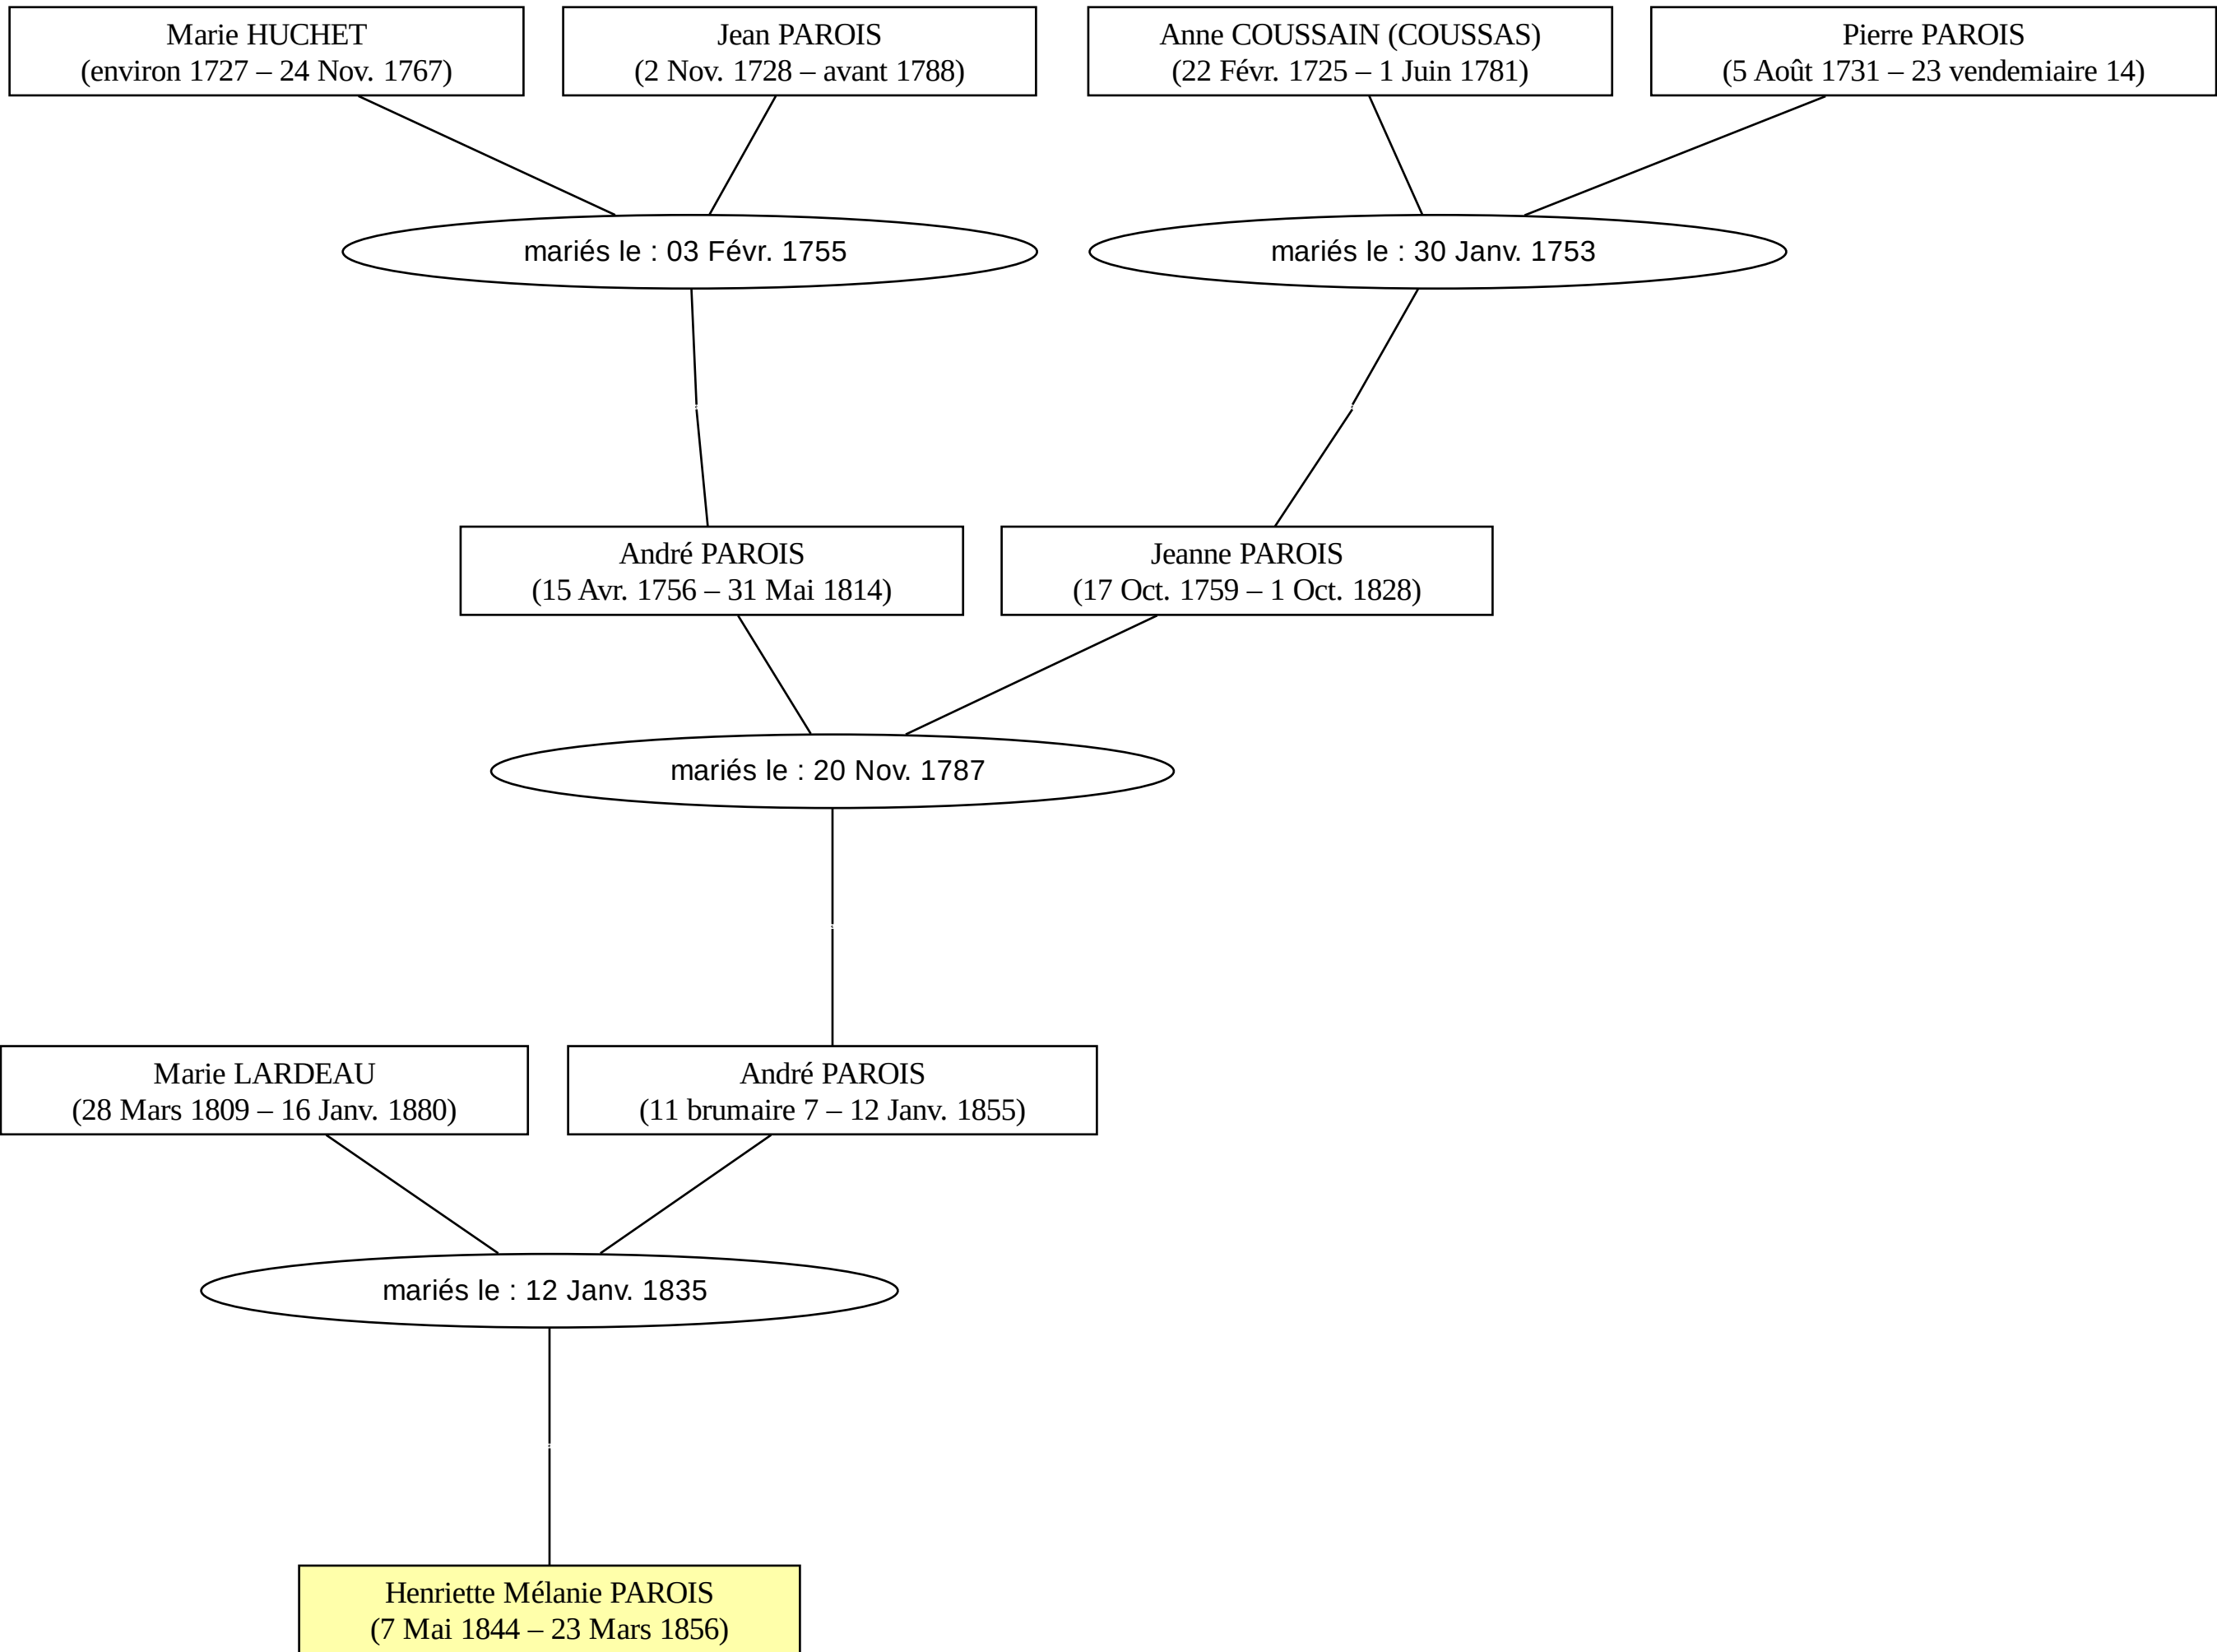 Marie HUCHET
(environ 1727 – 24 Nov. 1767)
Jean PAROIS
(2 Nov. 1728 – avant 1788)
Anne COUSSAIN (COUSSAS)
(22 Févr. 1725 – 1 Juin 1781)
Pierre PAROIS
(5 Août 1731 – 23 vendemiaire 14)
mariés le : 03 Févr. 1755
mariés le : 30 Janv. 1753
André PAROIS
(15 Avr. 1756 – 31 Mai 1814)
Jeanne PAROIS
(17 Oct. 1759 – 1 Oct. 1828)
mariés le : 20 Nov. 1787
Marie LARDEAU
(28 Mars 1809 – 16 Janv. 1880)
André PAROIS
(11 brumaire 7 – 12 Janv. 1855)
mariés le : 12 Janv. 1835
Henriette Mélanie PAROIS
(7 Mai 1844 – 23 Mars 1856)